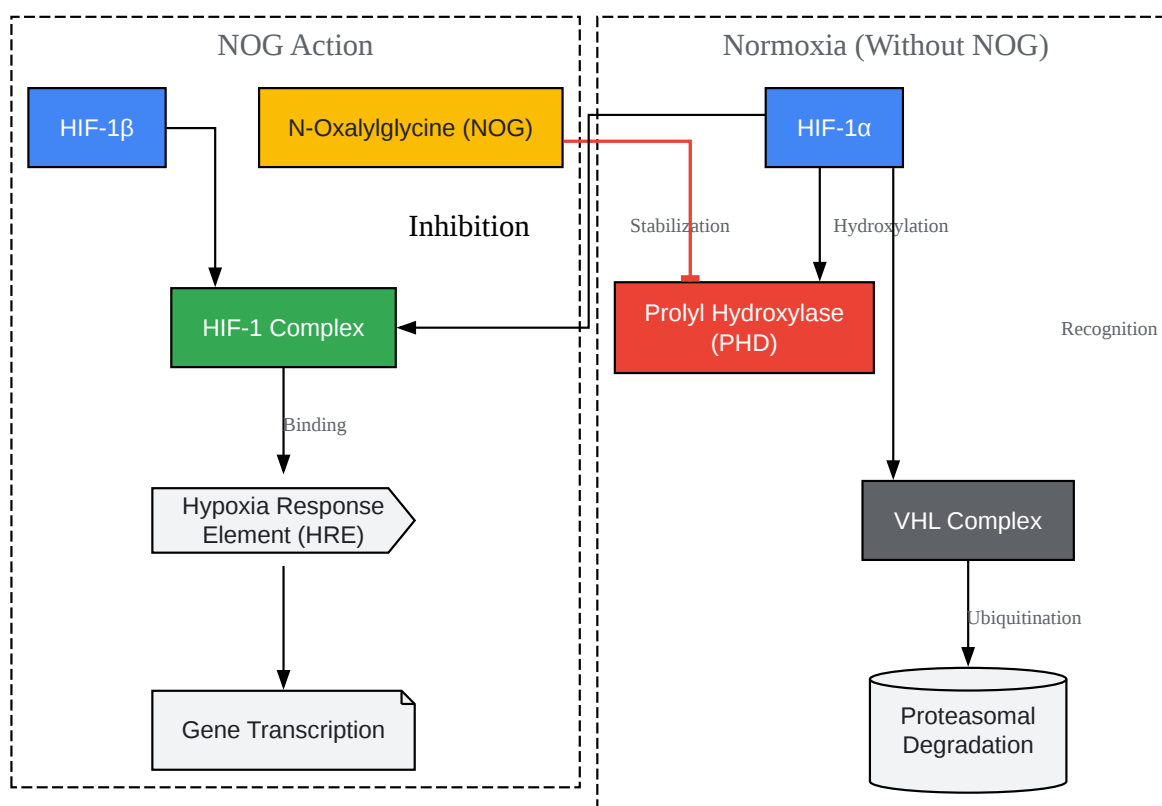 NOG Action
Normoxia (Without NOG)
HIF-1β
N-Oxalylglycine (NOG)
HIF-1α
Inhibition
Stabilization
Hydroxylation
HIF-1 Complex
Prolyl Hydroxylase
(PHD)
Recognition
Binding
Hypoxia Response
Element (HRE)
VHL Complex
Ubiquitination
Gene Transcription
Proteasomal
Degradation